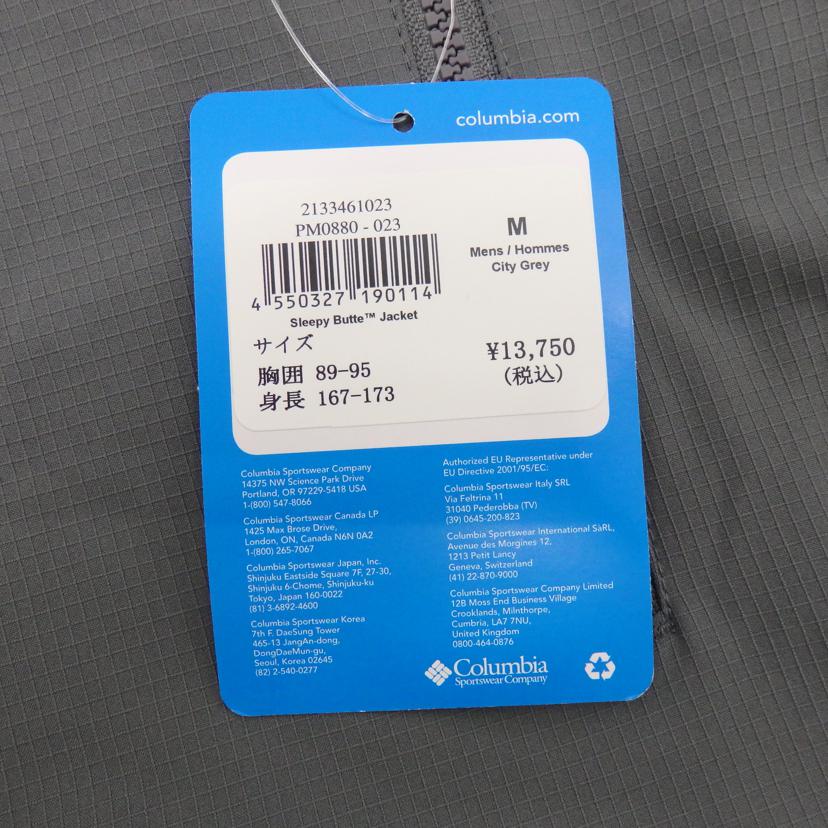 columbia.com
2133461023
PM0880 - 023
4 550327 190114
Sleepy Butte™ Jacket
M
Mens / Hommes
City Grey
サイズ
胸囲 89-95
身長 167-173
¥13,750
(税込)
Columbia Sportswear Company
14375 NW Science Park Drive
Portland, OR 97229-5418 USA
1-(800) 547-8066
Columbia Sportswear Canada LP
1425 Max Brose Drive,
London, ON, Canada N6N 0A2
1-(800) 265-7067
Columbia Sportswear Japan, Inc.
Shinjuku Eastside Square 7F, 27-30,
Shinjuku 6-Chome, Shinjuku-ku
Tokyo, Japan 160-0022
(81) 3-6892-4600
Columbia Sportswear Korea
7th F. DaeSung Tower
465-13 JangAn-dong,
DongDaeMun-gu,
Seoul, Korea 02645
(82) 2-540-0277
Authorized EU Representative under
EU Directive 2001/95/EC:
Columbia Sportswear Italy SRL
Via Feltrina 11
31040 Pederobba (TV)
(39) 0645-200-823
Columbia Sportswear International SàRL,
Avenue des Morgines 12,
1213 Petit Lancy
Geneva, Switzerland
(41) 22-870-9000
Columbia Sportswear Company Limited
12B Moss End Business Village
Crooklands, Milnthorpe,
Cumbria, LA7 7NU,
United Kingdom
0800-464-0876
Columbia
Sportswear Company